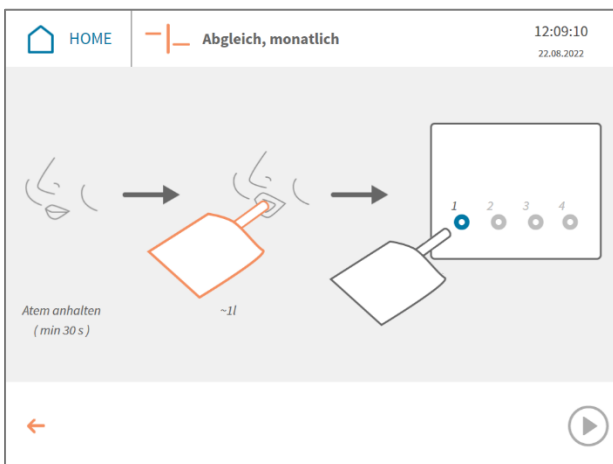 HOME
Abgleich, monatlich
12:09:10
22.08.2022
1 2 3 4
Atem anhalten
( min 30 s )
~1l